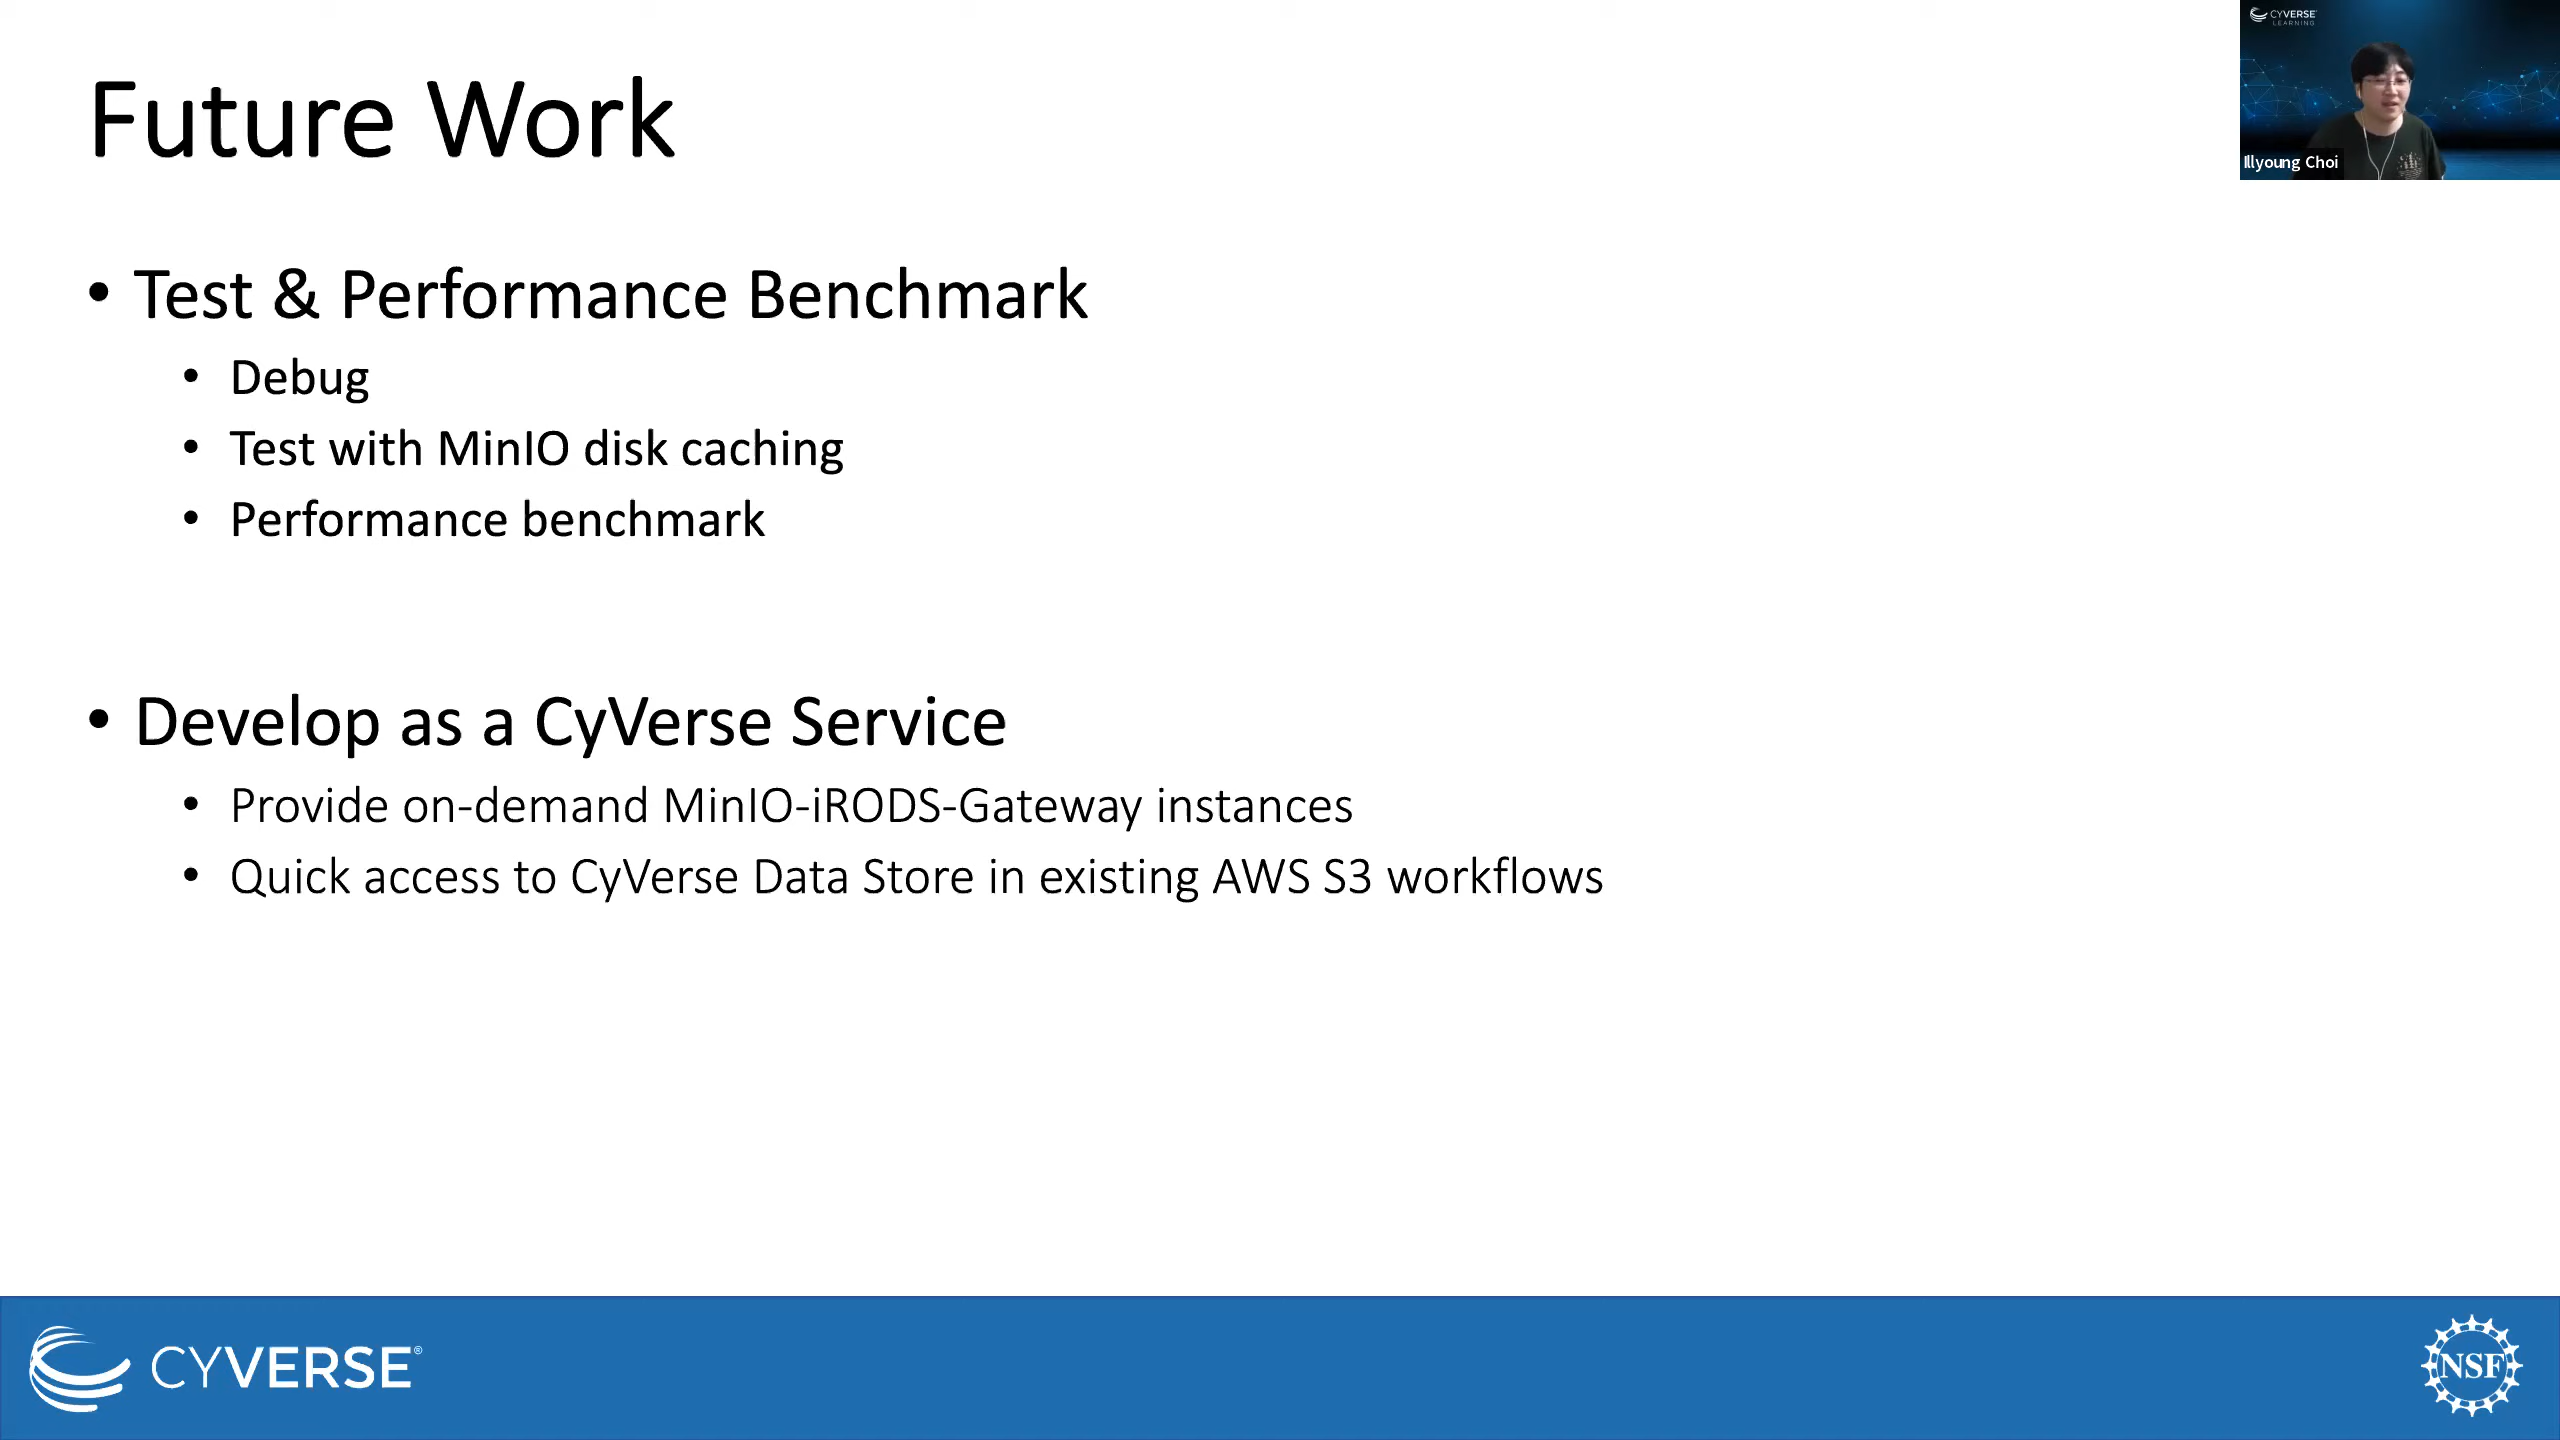 Future Work
CYVERSE
LEARNING
Illyoung Choi
• Test & Performance Benchmark
• Debug
• Test with MinIO disk caching
• Performance benchmark
• Develop as a CyVerse Service
• Provide on-demand MinIO-iRODS-Gateway instances
• Quick access to CyVerse Data Store in existing AWS S3 workflows
CYVERSE®
NSF